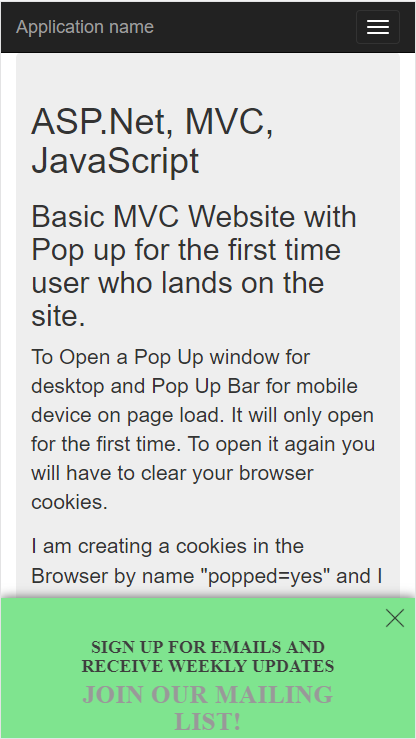 Application name
ASP.Net, MVC,
JavaScript
Basic MVC Website with
Pop up for the first time
user who lands on the
site.
To Open a Pop Up window for
desktop and Pop Up Bar for mobile
device on page load. It will only open
for the first time. To open it again you
will have to clear your browser
cookies.
I am creating a cookies in the
Browser by name "popped=yes" and I
SIGN UP FOR EMAILS AND
RECEIVE WEEKLY UPDATES
JOIN OUR MAILING
LIST!